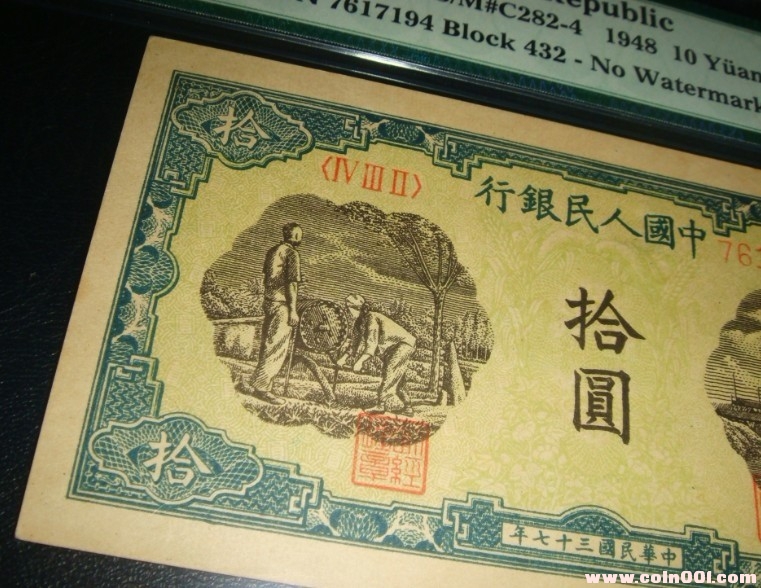 Republic
/M#C282-4 1948 10 Yüan
N 7617194 Block 432 - No Watermark
拾
〈IV III II〉
行銀民人國中
761
拾
圓
拾
年七十三國民華中
www.coin001.com